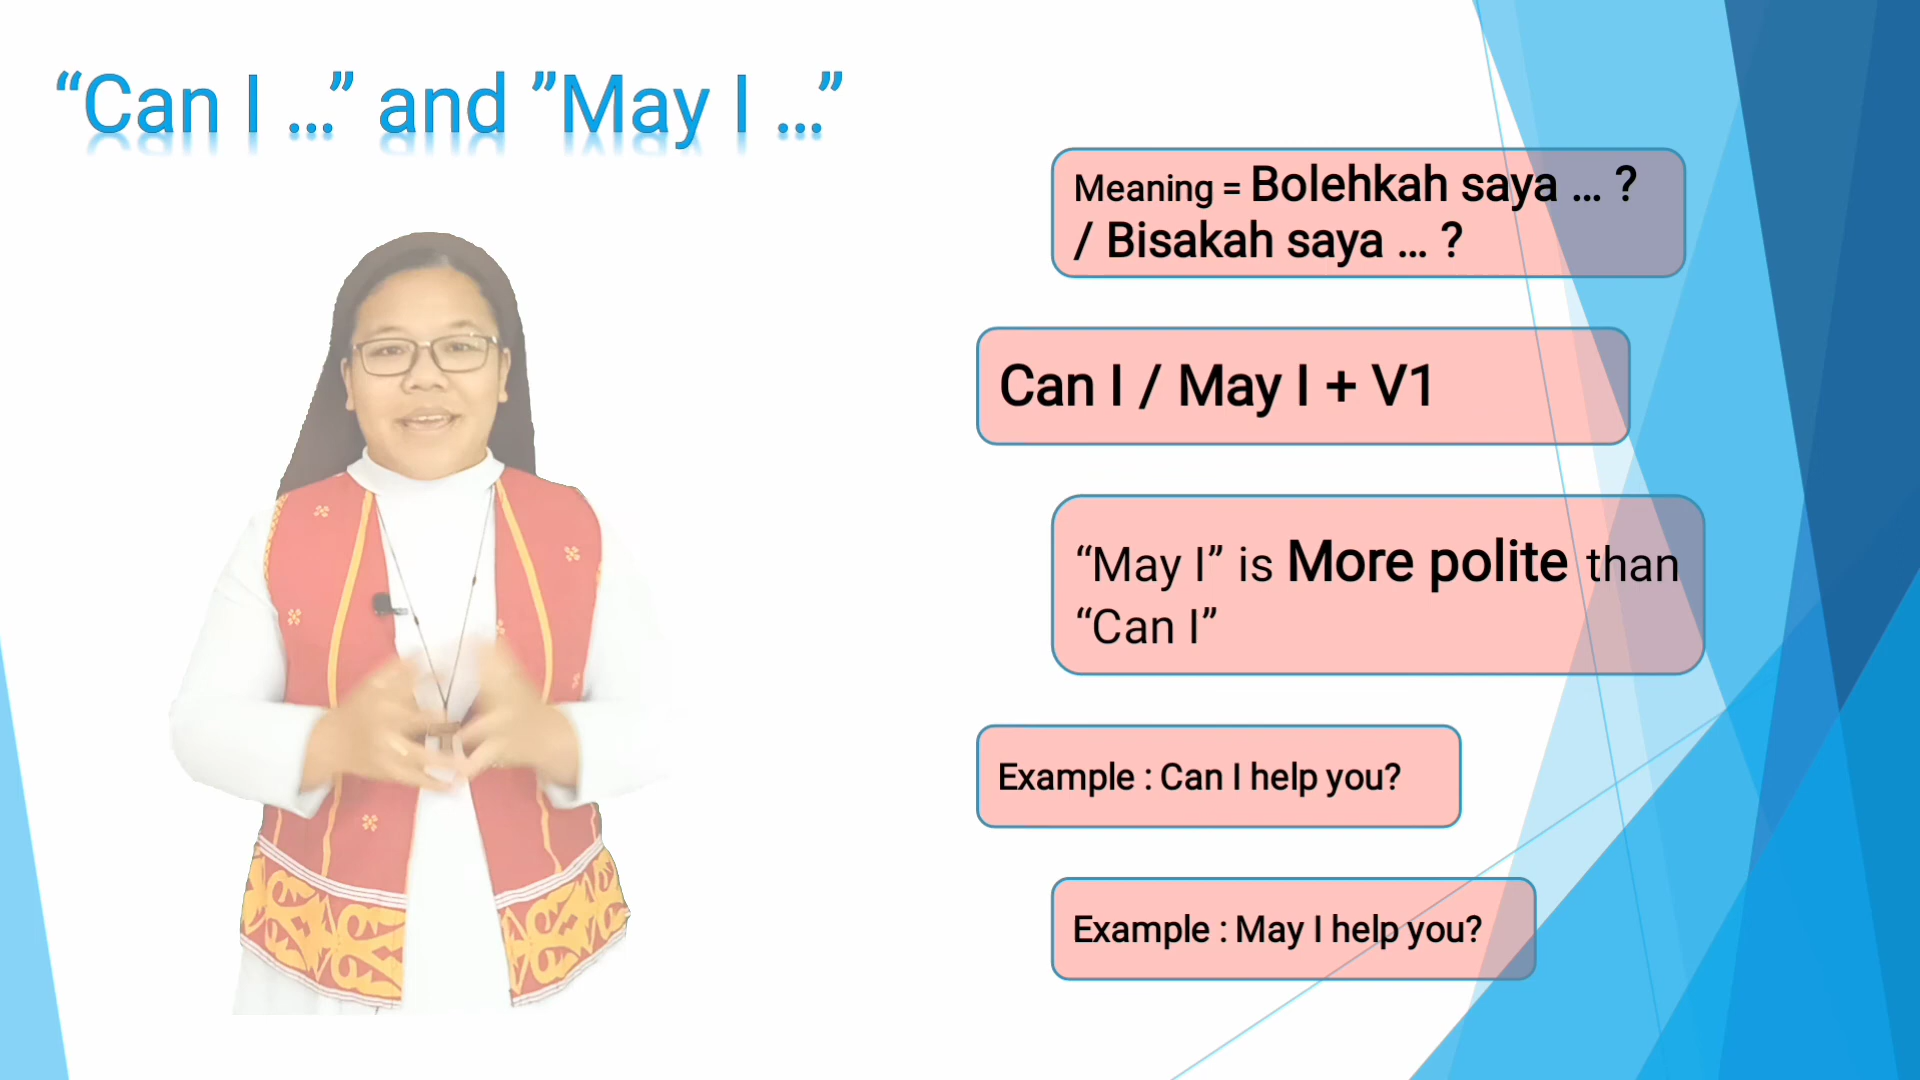 “Can I ...” and ”May I ...”
Meaning = Bolehkah saya ... ?
/ Bisakah saya ... ?
Can I / May I + V1
“May I” is More polite than
“Can I”
Example : Can I help you?
Example : May I help you?